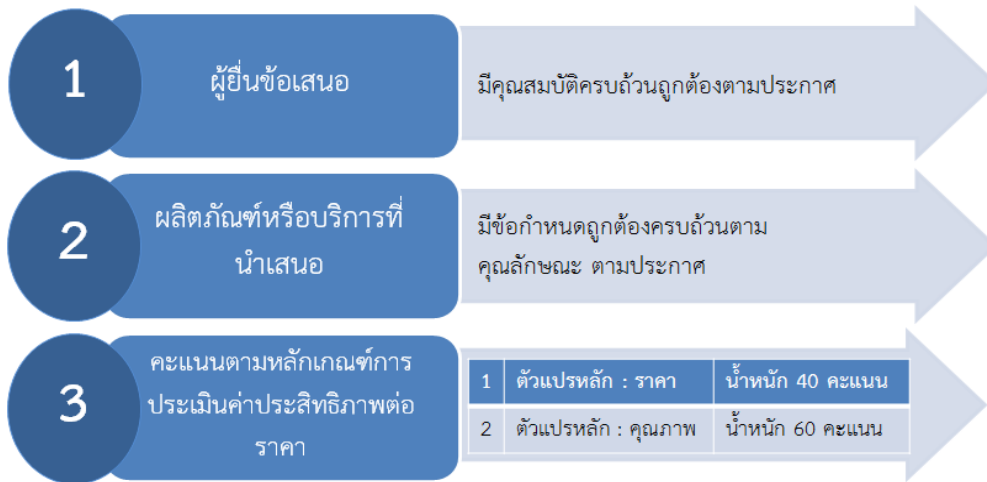 1
ผู้ยื่นข้อเสนอ
มีคุณสมบัติครบถ้วนถูกต้องตามประกาศ
2
ผลิตภัณฑ์หรือบริการที่
นำเสนอ
มีข้อกำหนดถูกต้องครบถ้วนตาม
คุณลักษณะ ตามประกาศ
3
คะแนนตามหลักเกณฑ์การ
ประเมินค่าประสิทธิภาพต่อ
ราคา
1 ตัวแปรหลัก : ราคา น้ำหนัก 40 คะแนน
2 ตัวแปรหลัก : คุณภาพ น้ำหนัก 60 คะแนน